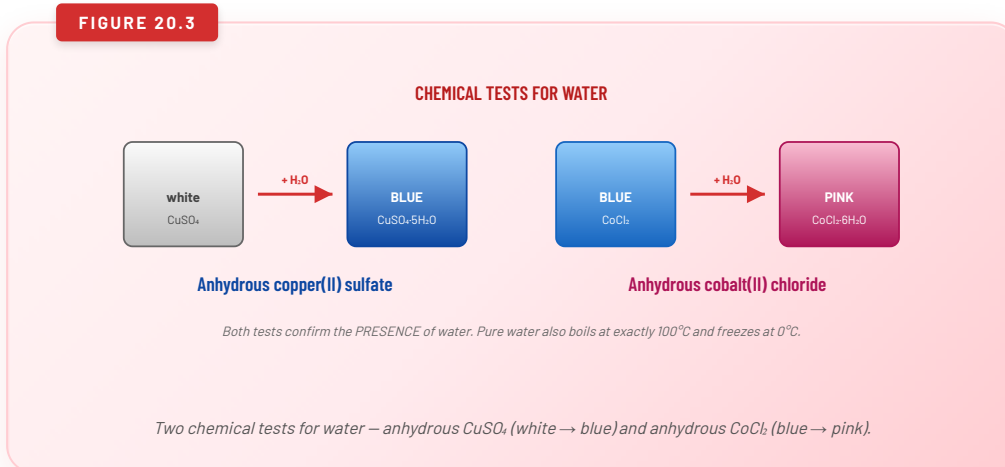 FIGURE 20.3
CHEMICAL TESTS FOR WATER
white
CuSO₄
+ H₂O
BLUE
CuSO₄·5H₂O
BLUE
CoCl₂
+ H₂O
PINK
CoCl₂·6H₂O
Anhydrous copper(II) sulfate
Anhydrous cobalt(II) chloride
Both tests confirm the PRESENCE of water. Pure water also boils at exactly 100°C and freezes at 0°C.
Two chemical tests for water — anhydrous CuSO₄ (white → blue) and anhydrous CoCl₂ (blue → pink).